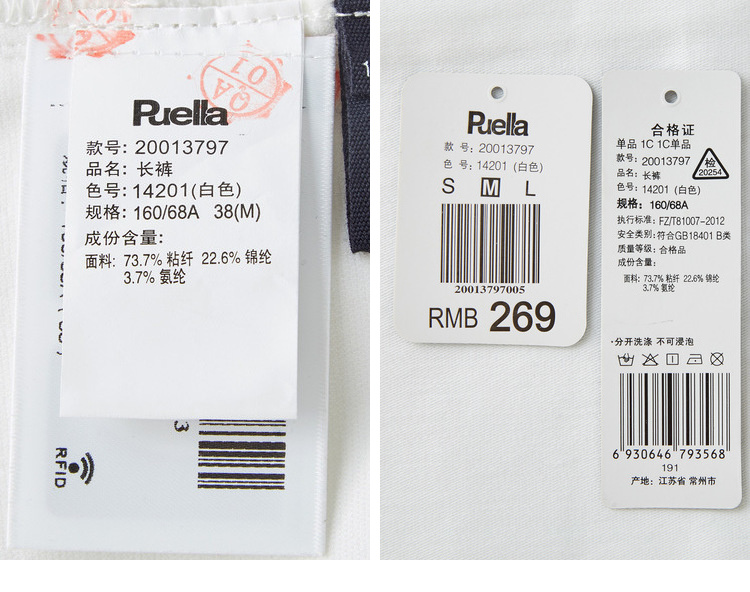 Puella
款号: 20013797
品名: 长裤
色号: 14201(白色)
规格: 160/68A 38(M)
成份含量:
面料: 73.7% 粘纤 22.6% 锦纶
3.7% 氨纶
QA
01
RFID
3
Puella
款 号: 20013797
色 号: 14201 (白色)
S M L
20013797005
RMB 269
合格证
单品 1C 1C单品
款号: 20013797
品名: 长裤
色号: 14201 (白色)
检
20254
规格: 160/68A
执行标准: FZ/T81007-2012
安全类别: 符合GB18401 B类
质量等级: 合格品
成份含量:
面料: 73.7% 粘纤 22.6% 锦纶
3.7% 氨纶
·分开洗涤 不可浸泡
6 930646 793568
191
产地: 江苏省 常州市